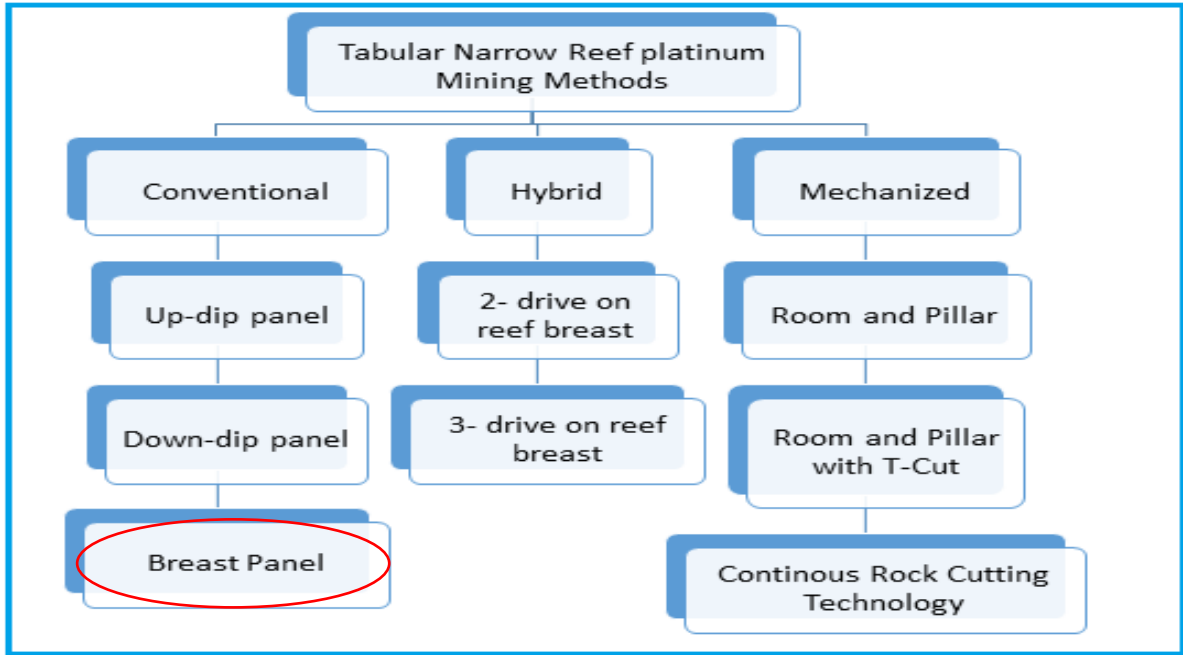 Tabular Narrow Reef platinum
Mining Methods
Conventional
Hybrid
Mechanized
Up-dip panel
2- drive on
reef breast
Room and Pillar
Down-dip panel
3- drive on reef
breast
Room and Pillar
with T-Cut
Breast Panel
Continous Rock Cutting
Technology